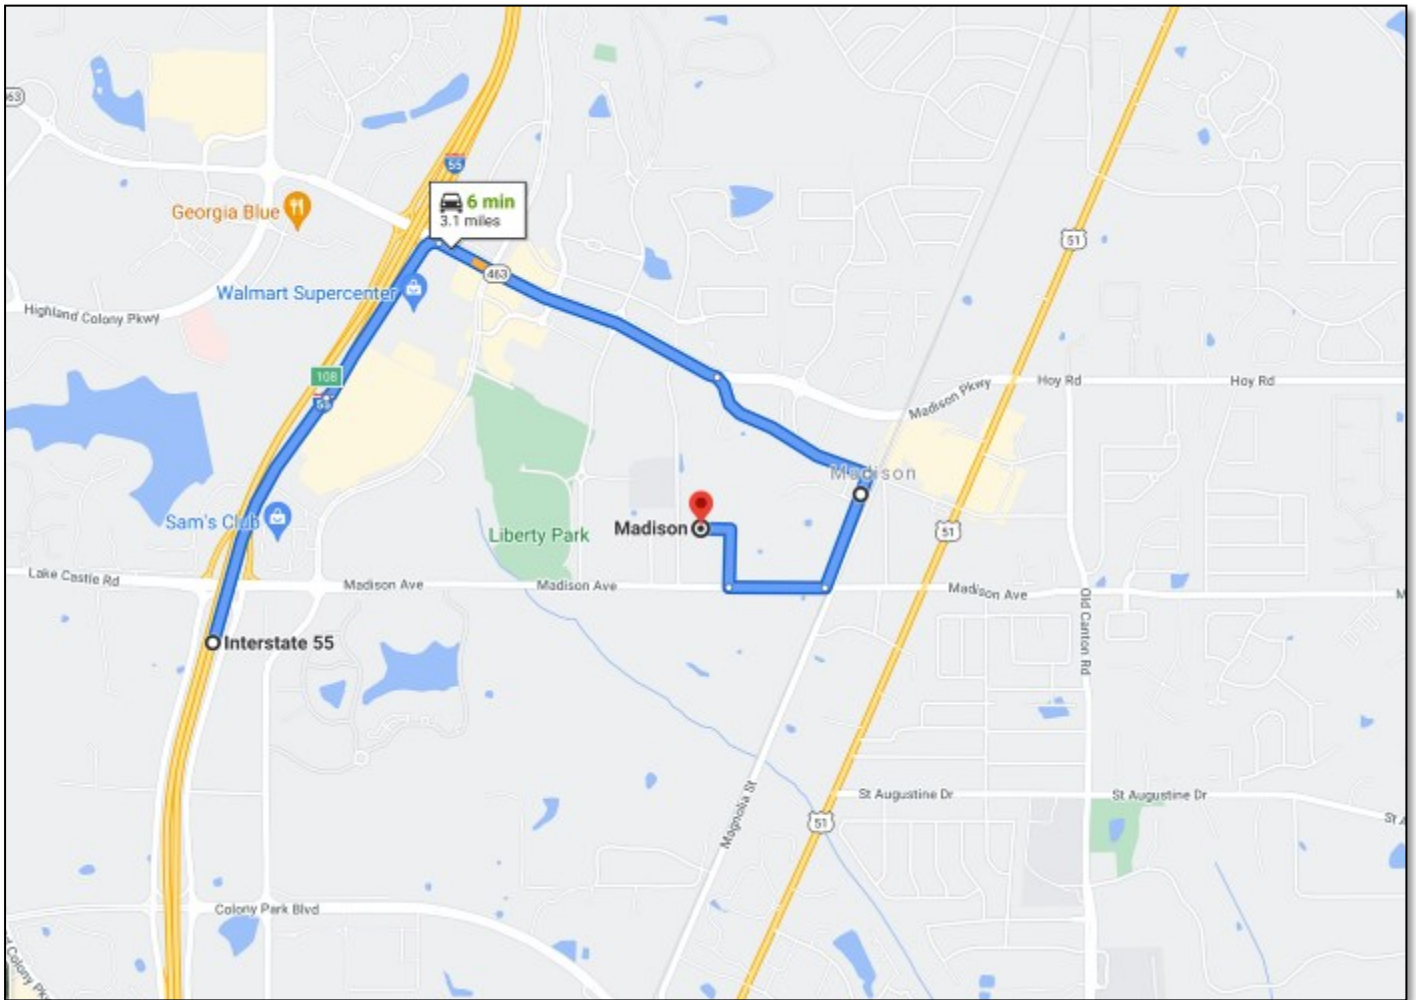 63
55
6 min
3.1 miles
Georgia Blue
51
463
Walmart Supercenter
Highland Colony Pkwy
108
Madison Pkwy
Hoy Rd
Hoy Rd
Madison
Sam's Club
Madison
Liberty Park
51
Lake Castle Rd
Madison Ave
Madison Ave
Madison Ave
M
Old Canton Rd
Interstate 55
Magnolia St
St Augustine Dr
St Augustine Dr
51
St A
Colony Park Blvd